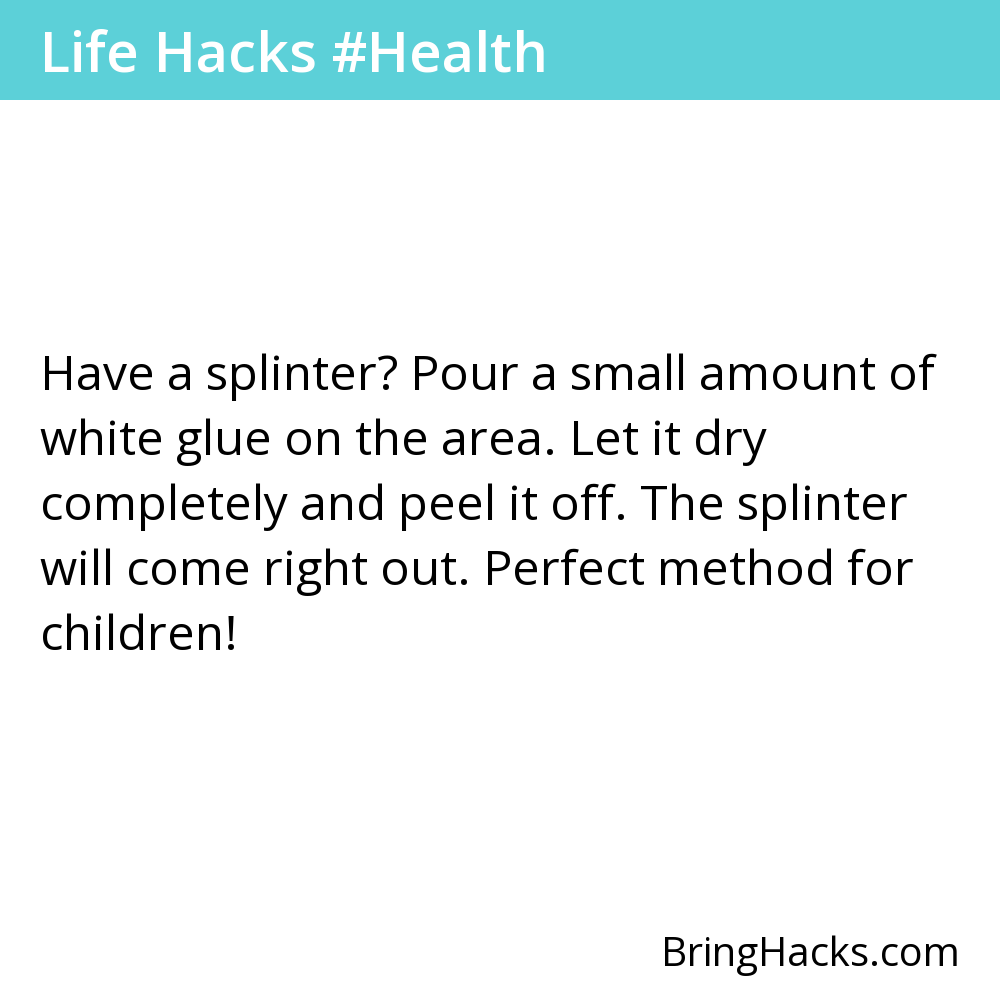 Life Hacks #Health
Have a splinter? Pour a small amount of
white glue on the area. Let it dry
completely and peel it off. The splinter
will come right out. Perfect method for
children!
BringHacks.com